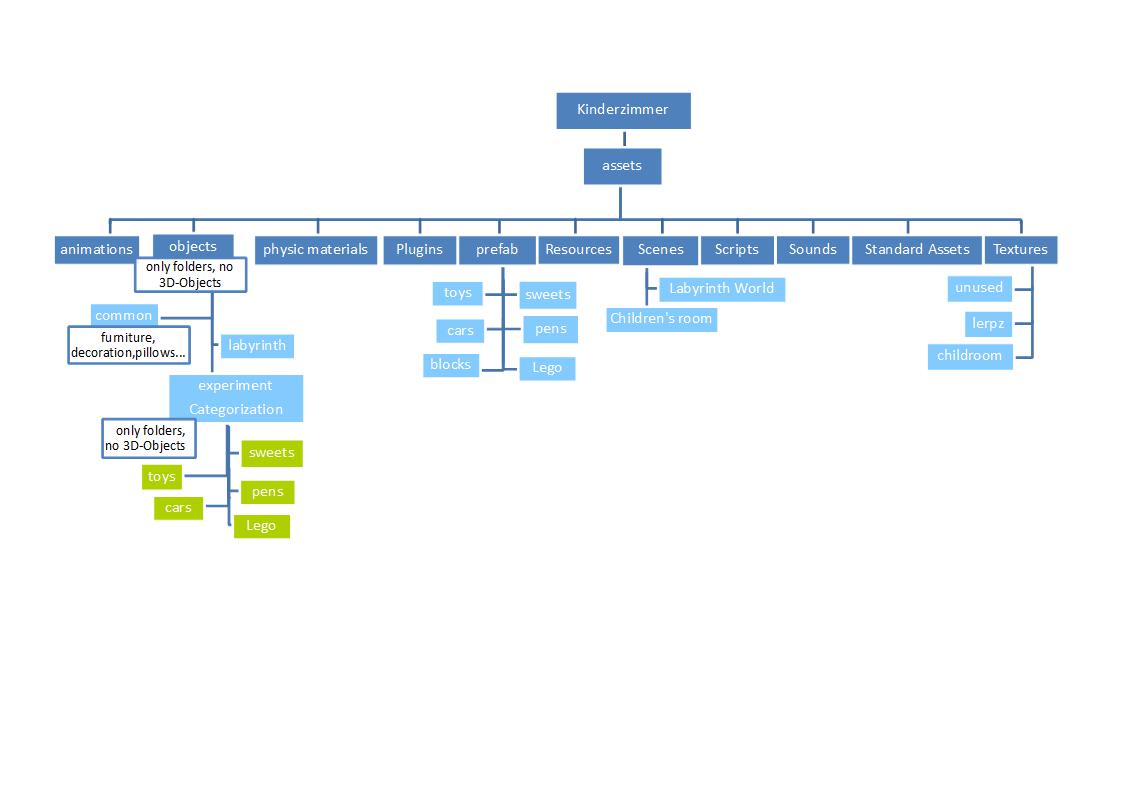 Kinderzimmer
assets
animations
objects
physic materials
Plugins
prefab
Resources
Scenes
Scripts
Sounds
Standard Assets
Textures
only folders, no
3D-Objects
common
furniture,
decoration,pillows...
labyrinth
experiment
Categorization
only folders,
no 3D-Objects
sweets
toys
pens
cars
Lego
toys
sweets
cars
pens
blocks
Lego
Labyrinth World
Children's room
unused
lerpz
childroom